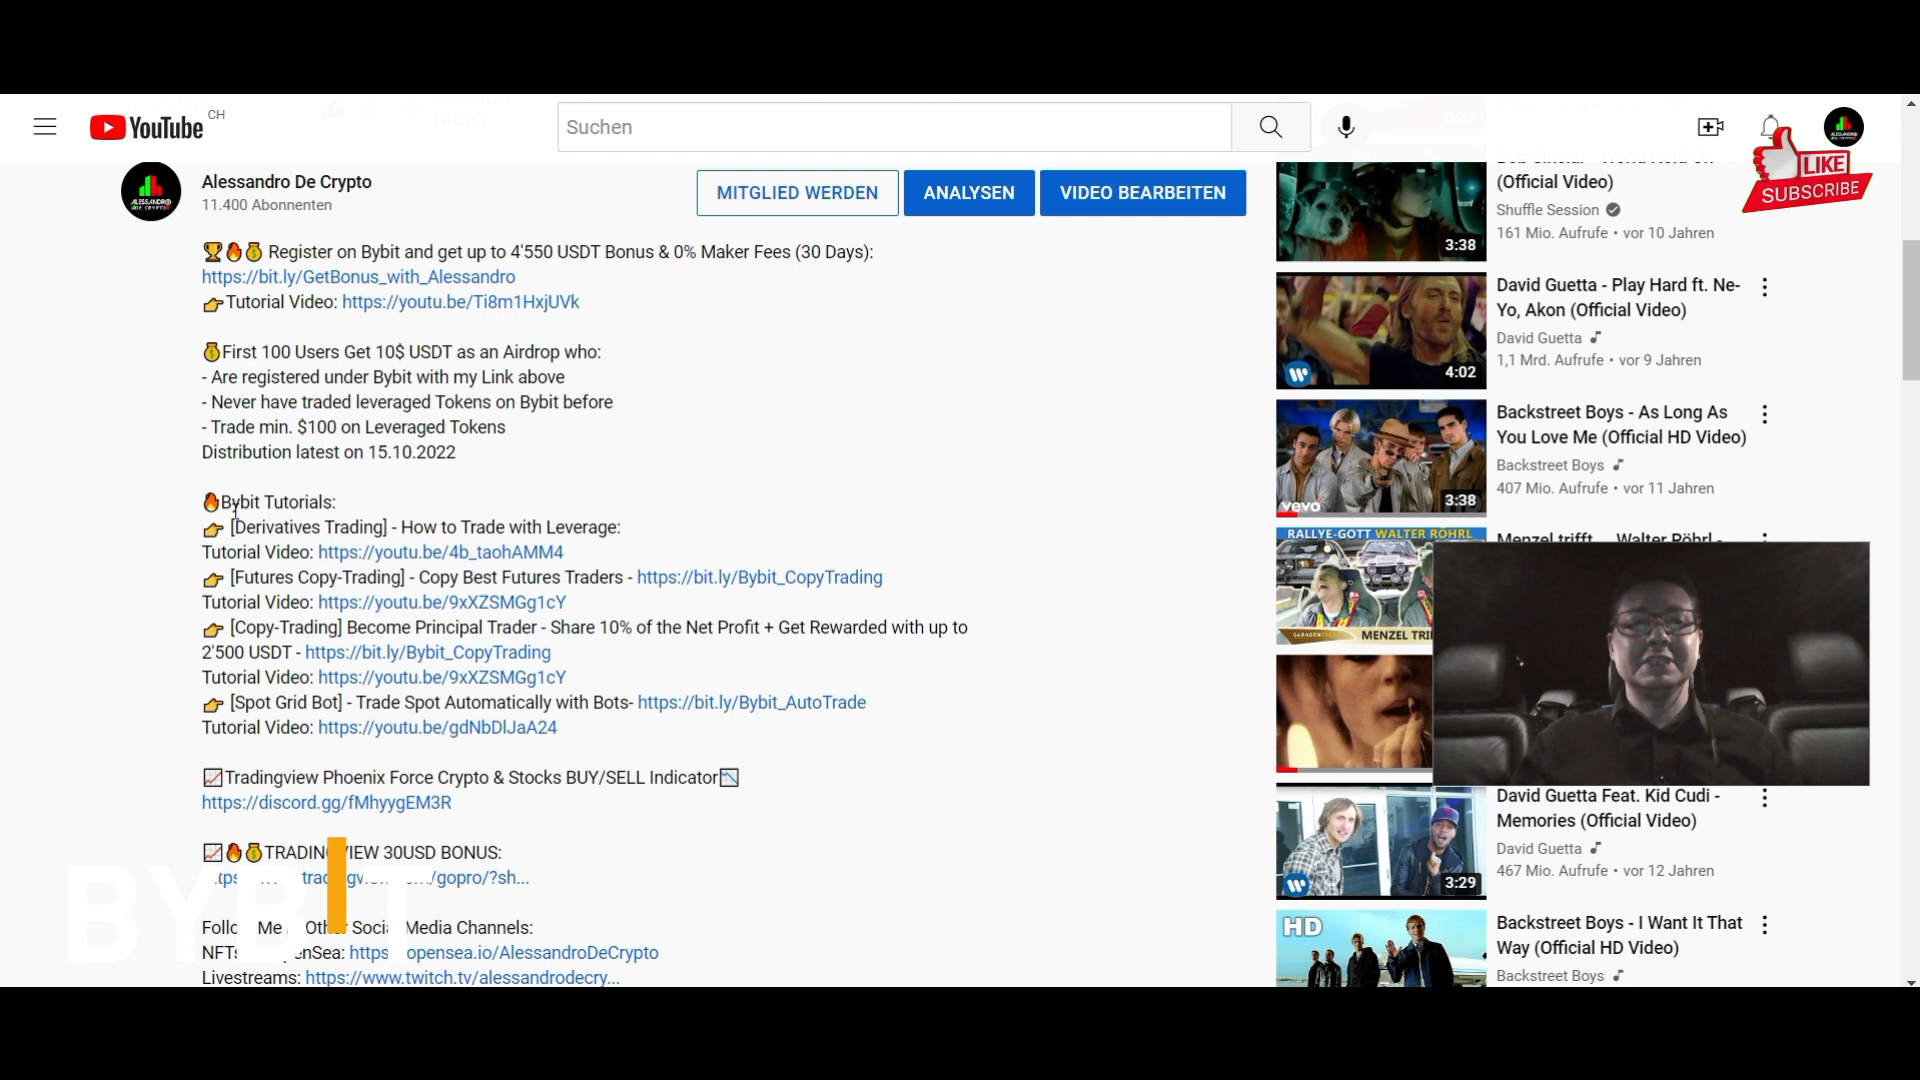 YouTube CH
Suchen
LIKE
SUBSCRIBE
Alessandro De Crypto
11.400 Abonnenten
MITGLIED WERDEN
ANALYSEN
VIDEO BEARBEITEN
Register on Bybit and get up to 4'550 USDT Bonus & 0% Maker Fees (30 Days):
https://bit.ly/GetBonus_with_Alessandro
Tutorial Video: https://youtu.be/Ti8m1HxjUVk
First 100 Users Get 10$ USDT as an Airdrop who:
- Are registered under Bybit with my Link above
- Never have traded leveraged Tokens on Bybit before
- Trade min. $100 on Leveraged Tokens
Distribution latest on 15.10.2022
Bybit Tutorials:
[Derivatives Trading] - How to Trade with Leverage:
Tutorial Video: https://youtu.be/4b_taohAMM4
[Futures Copy-Trading] - Copy Best Futures Traders - https://bit.ly/Bybit_CopyTrading
Tutorial Video: https://youtu.be/9xXZSMGg1cY
[Copy-Trading] Become Principal Trader - Share 10% of the Net Profit + Get Rewarded with up to
2'500 USDT - https://bit.ly/Bybit_CopyTrading
Tutorial Video: https://youtu.be/9xXZSMGg1cY
[Spot Grid Bot] - Trade Spot Automatically with Bots- https://bit.ly/Bybit_AutoTrade
Tutorial Video: https://youtu.be/gdNbDlJaA24
Tradingview Phoenix Force Crypto & Stocks BUY/SELL Indicator
https://discord.gg/fMhyygEM3R
30USD BONUS:
/gopro/?sh...
Me Media Channels:
opensea.io/AlessandroDeCrypto
Livestreams: https://www.twitch.tv/alessandrodecry...
BYBIT
(Official Video)
Shuffle Session
161 Mio. Aufrufe • vor 10 Jahren
3:38
David Guetta - Play Hard ft. Ne-
Yo, Akon (Official Video)
David Guetta
1,1 Mrd. Aufrufe • vor 9 Jahren
4:02
Backstreet Boys - As Long As
You Love Me (Official HD Video)
Backstreet Boys
407 Mio. Aufrufe • vor 11 Jahren
vevo
3:38
RALLYE-GOTT WALTER RÖHRL
MENZEL
Menzel trifft ... Walter Röhrl -
David Guetta Feat. Kid Cudi -
Memories (Official Video)
David Guetta
467 Mio. Aufrufe • vor 12 Jahren
3:29
HD
Backstreet Boys - I Want It That
Way (Official HD Video)
Backstreet Boys